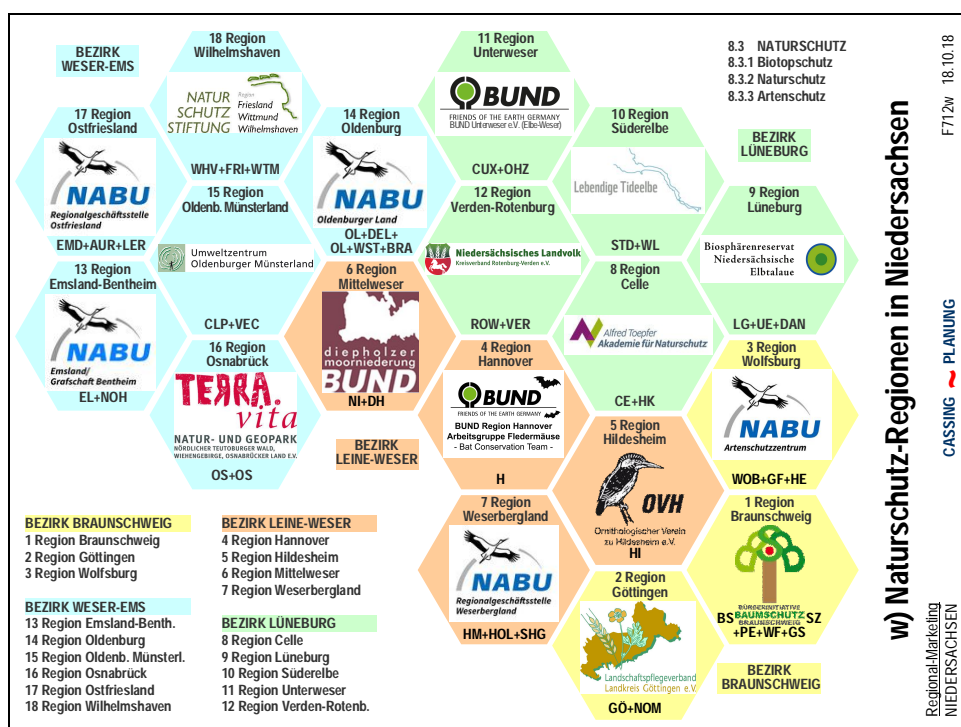 BEZIRK
WESER-EMS
18 Region
Wilhelmshaven
NATUR
SCHUTZ
STIFTUNG
Region
Friesland
Wittmund
Wilhelmshaven
WHV+FRI+WTM
11 Region
Unterweser
BUND
FRIENDS OF THE EARTH GERMANY
BUND Unterweser e.V. (Elbe-Weser)
CUX+OHZ
8.3 NATURSCHUTZ
8.3.1 Biotopschutz
8.3.2 Naturschutz
8.3.3 Artenschutz
17 Region
Ostfriesland
NABU
Regionalgeschäftsstelle
Ostfriesland
EMD+AUR+LER
14 Region
Oldenburg
NABU
Oldenburger Land
OL+DEL+
OL+WST+BRA
10 Region
Süderelbe
Lebendige Tideelbe
STD+WL
BEZIRK
LÜNEBURG
15 Region
Oldenb. Münsterland
Umweltzentrum
Oldenburger Münsterland
CLP+VEC
12 Region
Verden-Rotenburg
Niedersächsisches Landvolk
Kreisverband Rotenburg-Verden e.V.
ROW+VER
9 Region
Lüneburg
Biosphärenreservat
Niedersächsische
Elbtalaue
LG+UE+DAN
13 Region
Emsland-Bentheim
NABU
Emsland/
Grafschaft Bentheim
EL+NOH
6 Region
Mittelweser
diepholzer
moorniederung
BUND
NI+DH
8 Region
Celle
Alfred Toepfer
Akademie für Naturschutz
CE+HK
16 Region
Osnabrück
TERRA.
vita
NATUR- UND GEOPARK
NÖRDLICHER TEUTOBURGER WALD,
WIEHENGEBIRGE, OSNABRÜCKER LAND E.V.
OS+OS
4 Region
Hannover
BUND
FRIENDS OF THE EARTH GERMANY
BUND Region Hannover
Arbeitsgruppe Fledermäuse
- Bat Conservation Team -
H
3 Region
Wolfsburg
NABU
Artenschutzzentrum
WOB+GF+HE
BEZIRK
LEINE-WESER
5 Region
Hildesheim
OVH
Ornithologischer Verein
zu Hildesheim e.V.
HI
7 Region
Weserbergland
NABU
Regionalgeschäftsstelle
Weserbergland
HM+HOL+SHG
1 Region
Braunschweig
BÜRGERINITIATIVE
BAUMSCHUTZ
BRAUNSCHWEIG
BS SZ
+PE+WF+GS
2 Region
Göttingen
Landschaftspflegeverband
Landkreis Göttingen e.V.
GÖ+NOM
BEZIRK
BRAUNSCHWEIG
BEZIRK BRAUNSCHWEIG
1 Region Braunschweig
2 Region Göttingen
3 Region Wolfsburg
BEZIRK WESER-EMS
13 Region Emsland-Benth.
14 Region Oldenburg
15 Region Oldenb. Münsterl.
16 Region Osnabrück
17 Region Ostfriesland
18 Region Wilhelmshaven
BEZIRK LEINE-WESER
4 Region Hannover
5 Region Hildesheim
6 Region Mittelweser
7 Region Weserbergland
BEZIRK LÜNEBURG
8 Region Celle
9 Region Lüneburg
10 Region Süderelbe
11 Region Unterweser
12 Region Verden-Rotenb.
w) Naturschutz-Regionen in Niedersachsen
Regional-Marketing
NIEDERSACHSEN
CASSING ~ PLANUNG
F712w 18.10.18